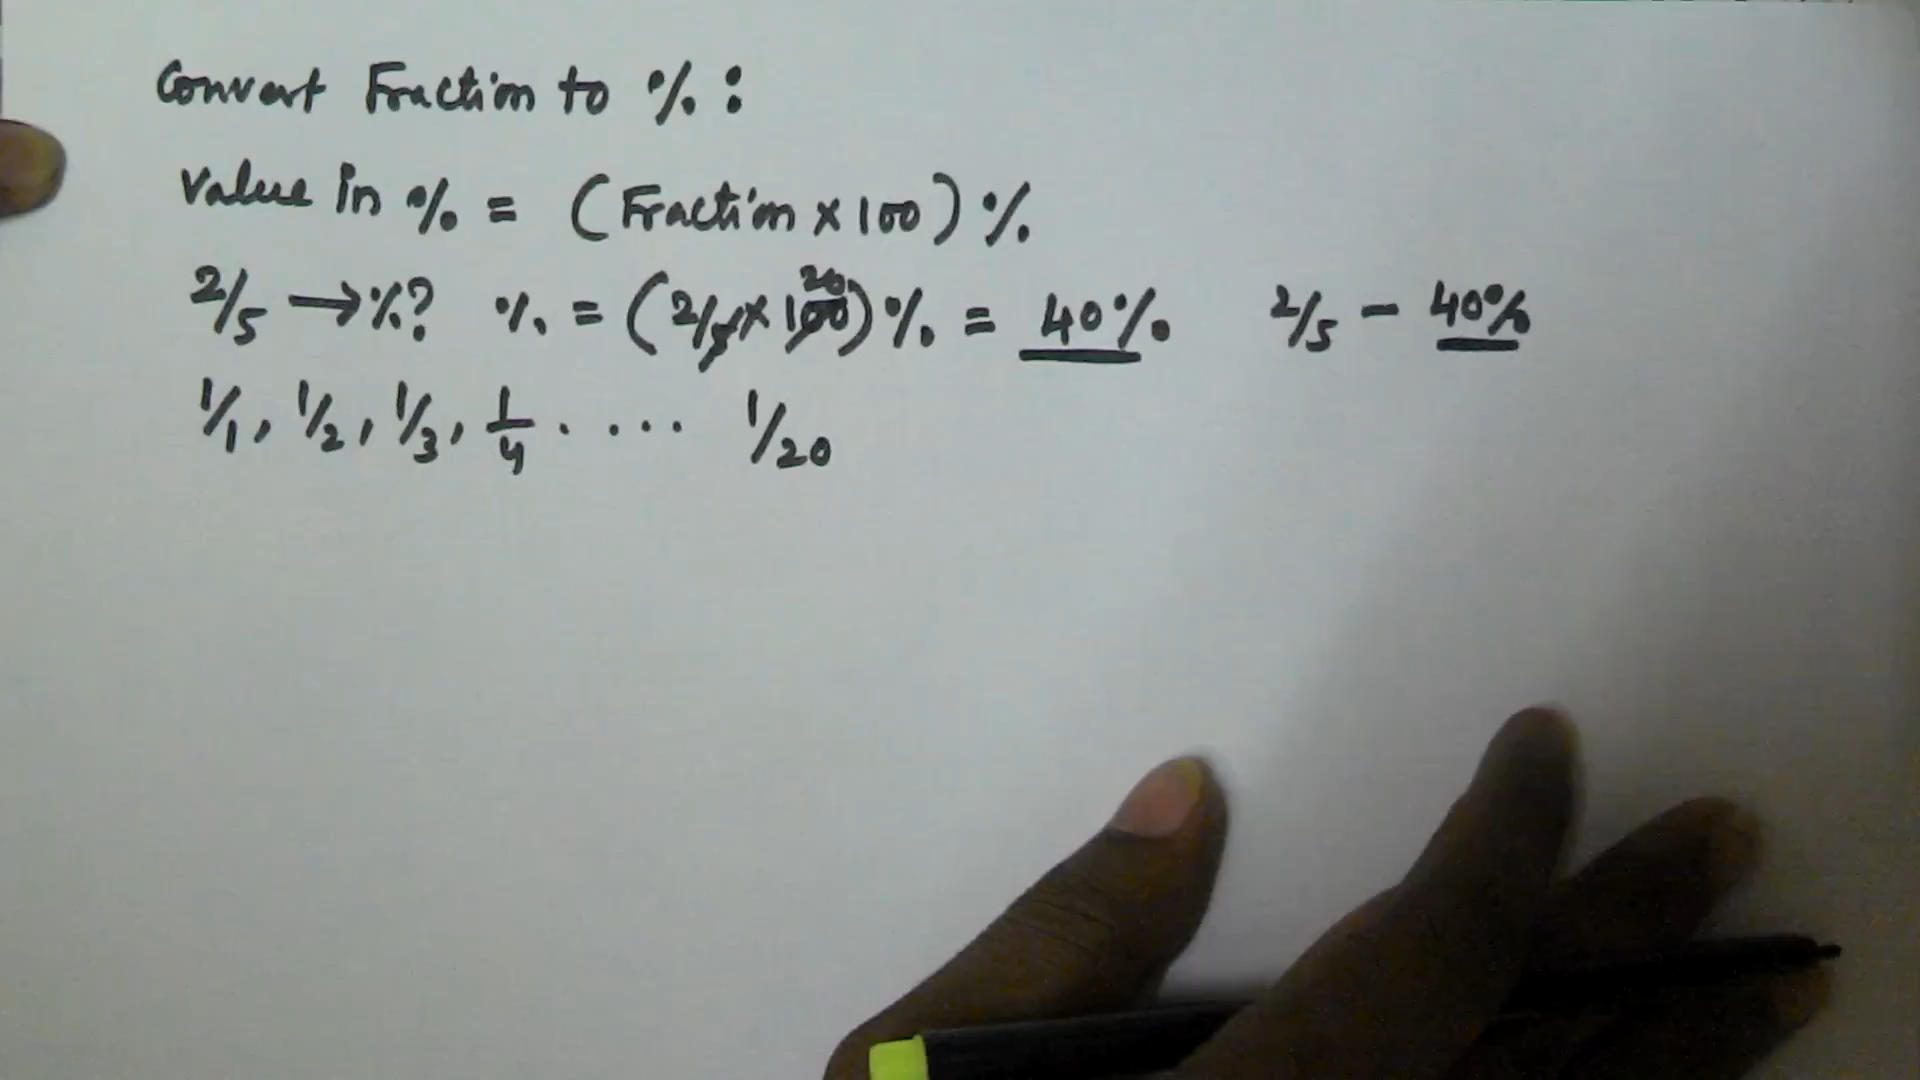 Convert Fraction to % :
Value in % = (Fraction × 100) %
2/5 → %? % = (2/5 × 100 20) % = 40% 2/5 – 40%
1/1, 1/2, 1/3, 1/4 . .... 1/20